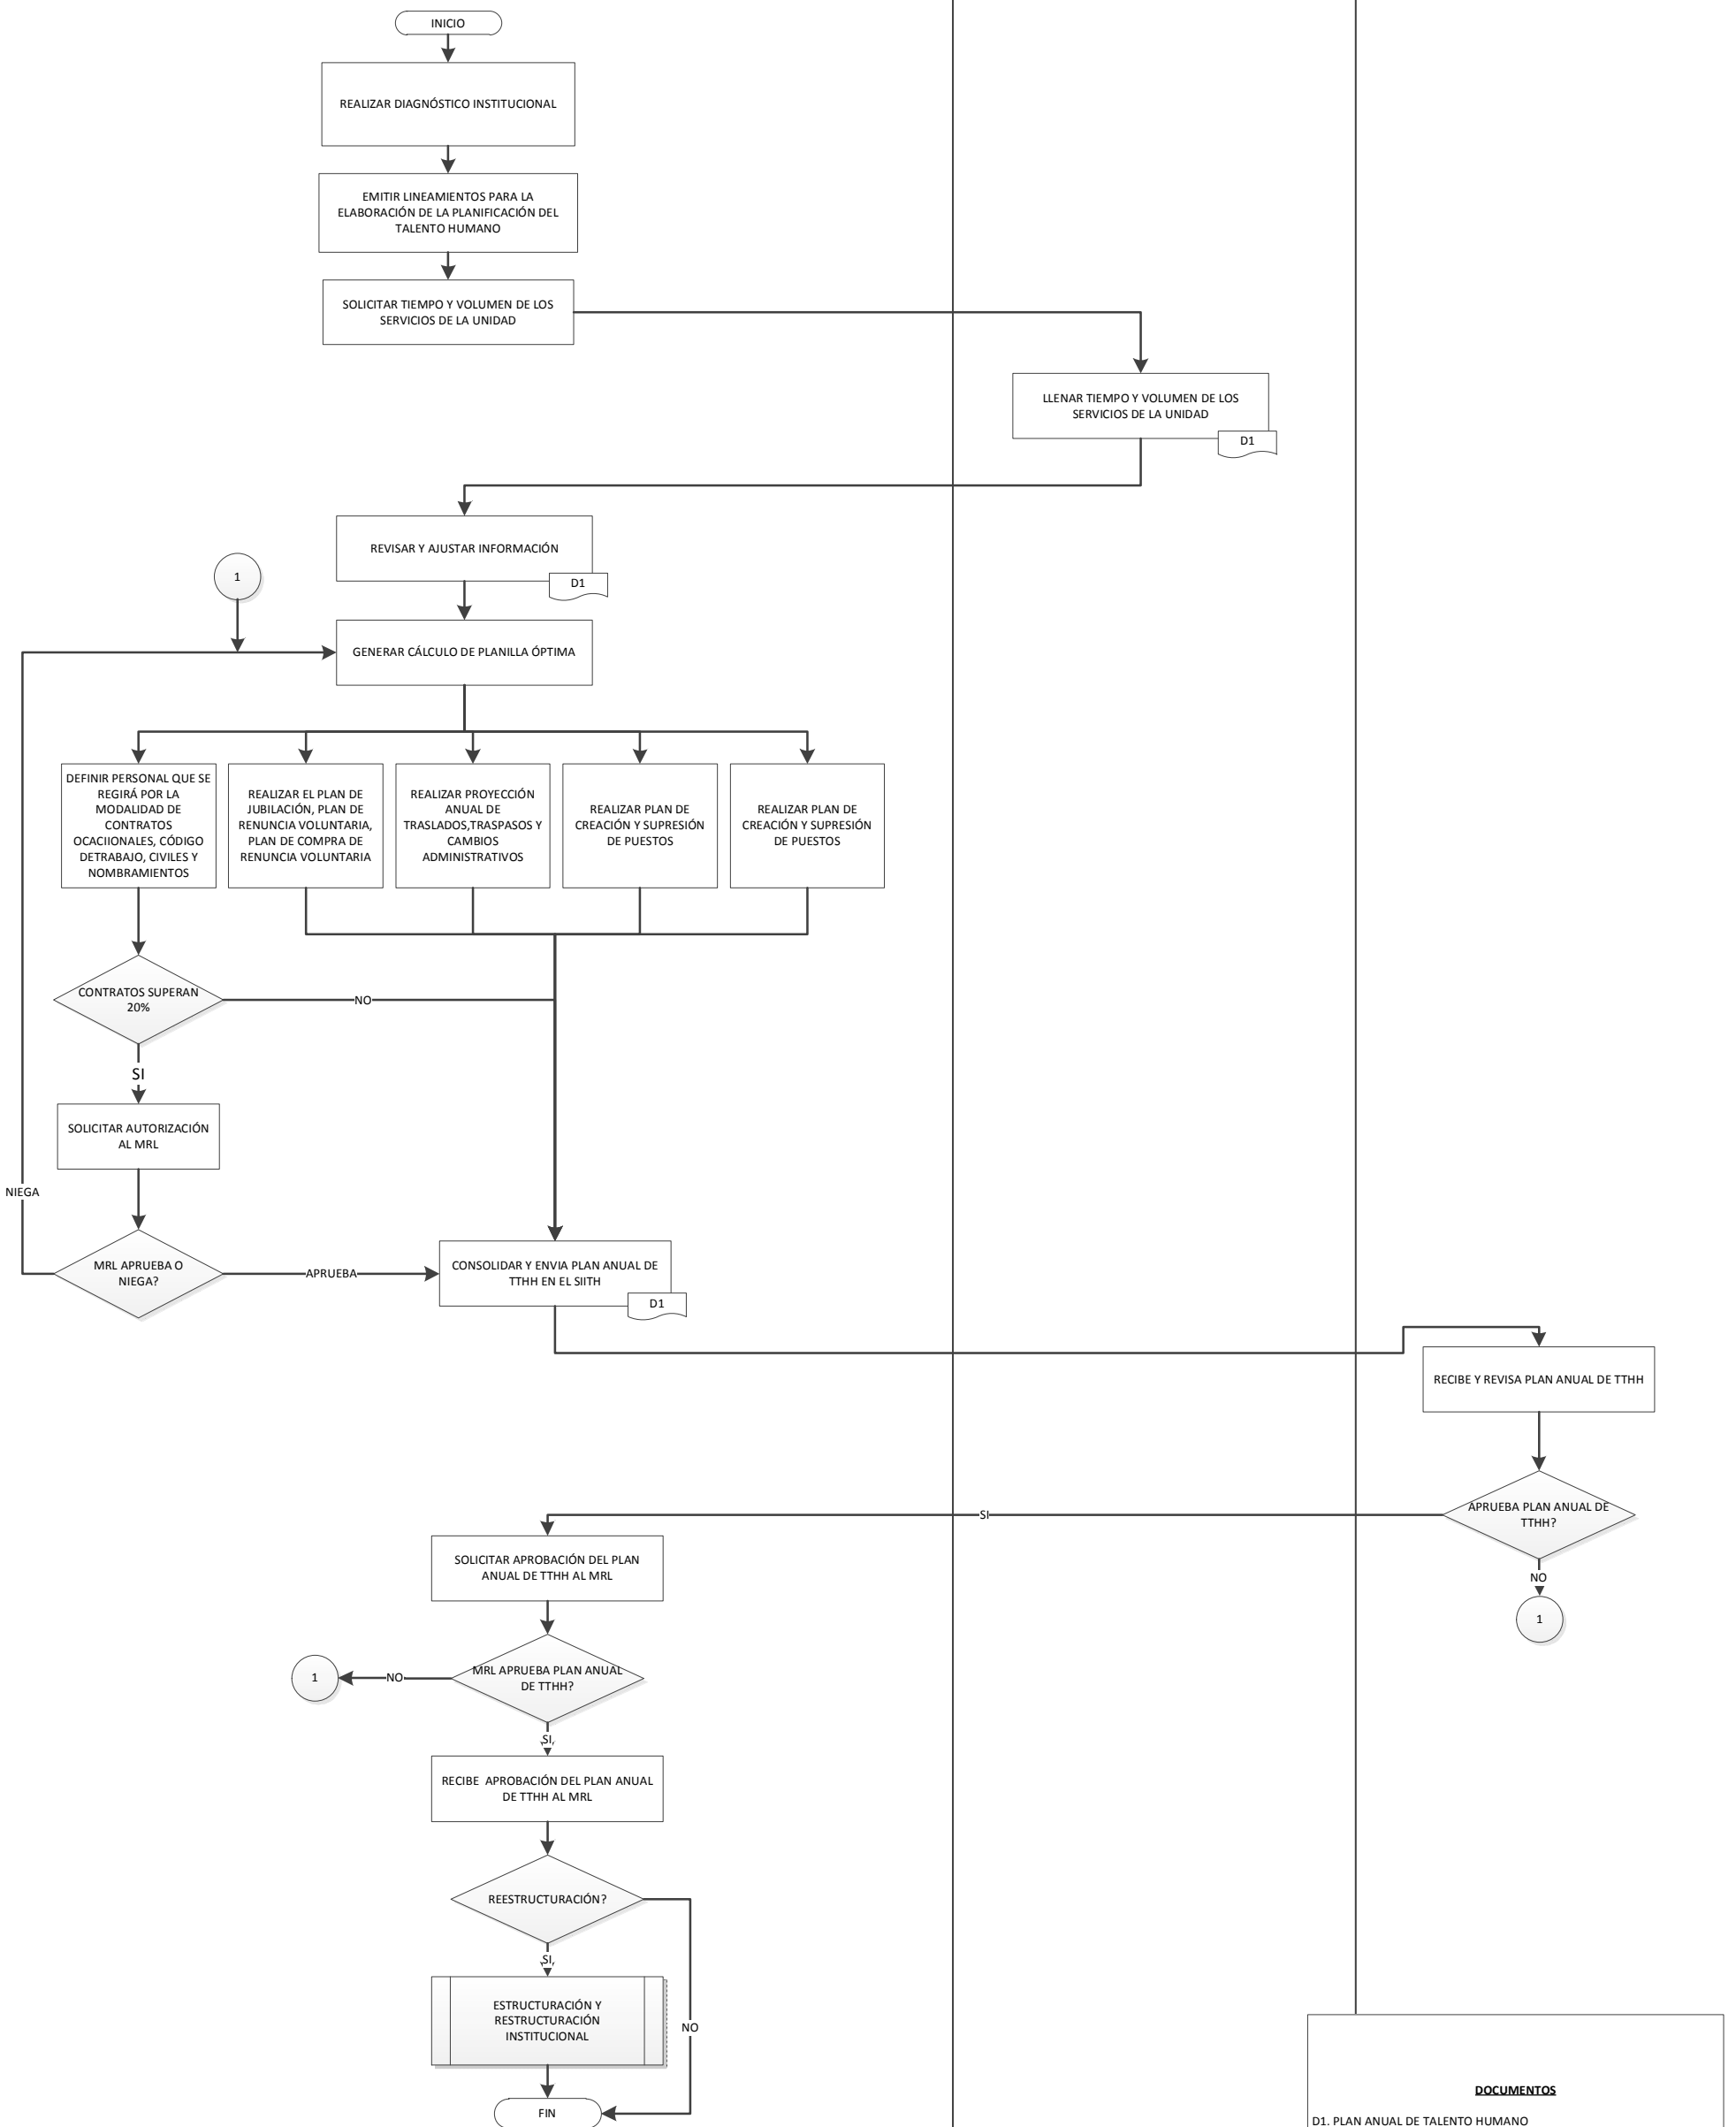 INICIO
REALIZAR DIAGNÓSTICO INSTITUCIONAL
EMITIR LINEAMIENTOS PARA LA
ELABORACIÓN DE LA PLANIFICACIÓN DEL
TALENTO HUMANO
SOLICITAR TIEMPO Y VOLUMEN DE LOS
SERVICIOS DE LA UNIDAD
LLENAR TIEMPO Y VOLUMEN DE LOS
SERVICIOS DE LA UNIDAD
D1
REVISAR Y AJUSTAR INFORMACIÓN
D1
1
GENERAR CÁLCULO DE PLANILLA ÓPTIMA
DEFINIR PERSONAL QUE SE
REGIRÁ POR LA
MODALIDAD DE
CONTRATOS
OCACIIONALES, CÓDIGO
DETRABAJO, CIVILES Y
NOMBRAMIENTOS
REALIZAR EL PLAN DE
JUBILACIÓN, PLAN DE
RENUNCIA VOLUNTARIA,
PLAN DE COMPRA DE
RENUNCIA VOLUNTARIA
REALIZAR PROYECCIÓN
ANUAL DE
TRASLADOS,TRASPASOS Y
CAMBIOS
ADMINISTRATIVOS
REALIZAR PLAN DE
CREACIÓN Y SUPRESIÓN
DE PUESTOS
REALIZAR PLAN DE
CREACIÓN Y SUPRESIÓN
DE PUESTOS
CONTRATOS SUPERAN
20%
NO
SI
SOLICITAR AUTORIZACIÓN
AL MRL
NIEGA
MRL APRUEBA O
NIEGA?
APRUEBA
CONSOLIDAR Y ENVIA PLAN ANUAL DE
TTHH EN EL SIITH
D1
RECIBE Y REVISA PLAN ANUAL DE TTHH
APRUEBA PLAN ANUAL DE
TTHH?
SI
NO
1
SOLICITAR APROBACIÓN DEL PLAN
ANUAL DE TTHH AL MRL
MRL APRUEBA PLAN ANUAL
DE TTHH?
NO
1
SI
RECIBE APROBACIÓN DEL PLAN ANUAL
DE TTHH AL MRL
REESTRUCTURACIÓN?
SI
NO
ESTRUCTURACIÓN Y
RESTRUCTURACIÓN
INSTITUCIONAL
FIN
DOCUMENTOS
D1. PLAN ANUAL DE TALENTO HUMANO